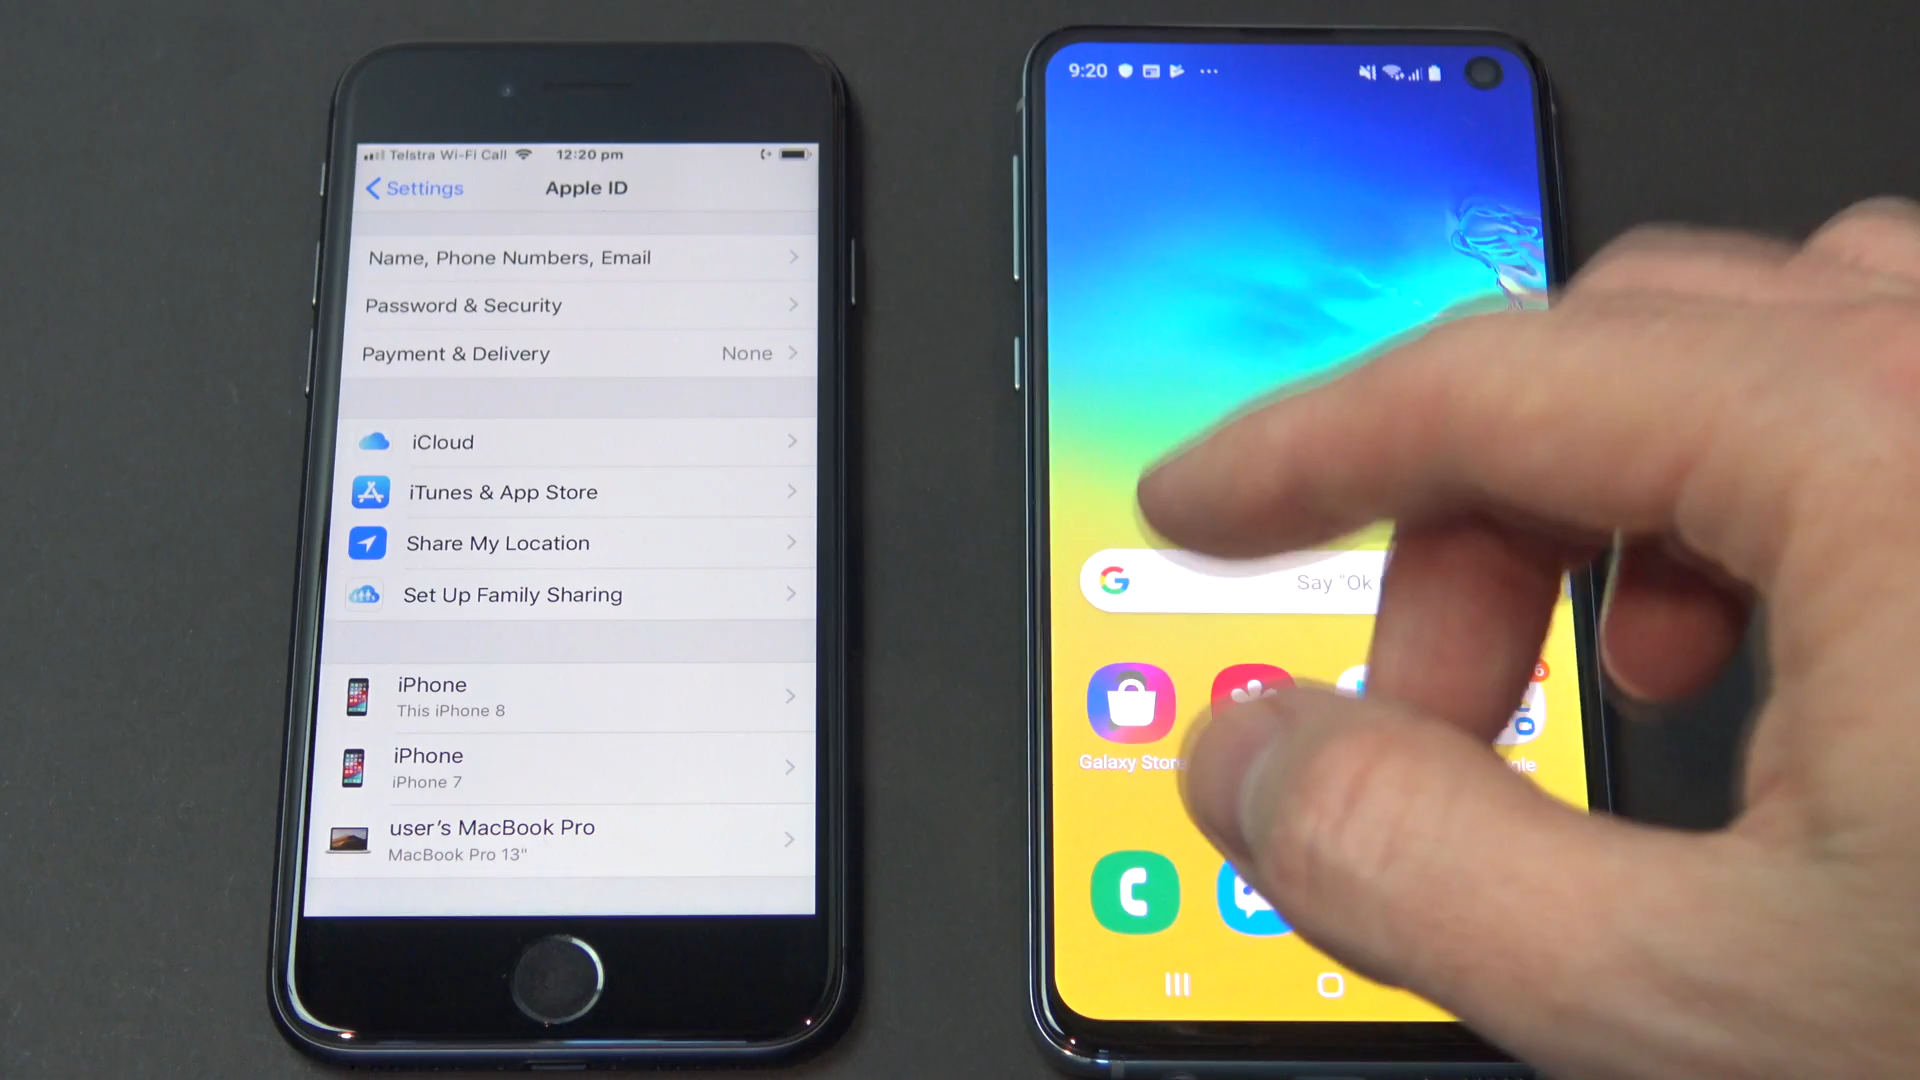 Telstra Wi-Fi Call 12:20 pm
Settings Apple ID
Name, Phone Numbers, Email
Password & Security
Payment & Delivery None
iCloud
iTunes & App Store
Share My Location
Set Up Family Sharing
iPhone
This iPhone 8
iPhone
iPhone 7
user's MacBook Pro
MacBook Pro 13"
9:20
G Say "Ok
Galaxy Store